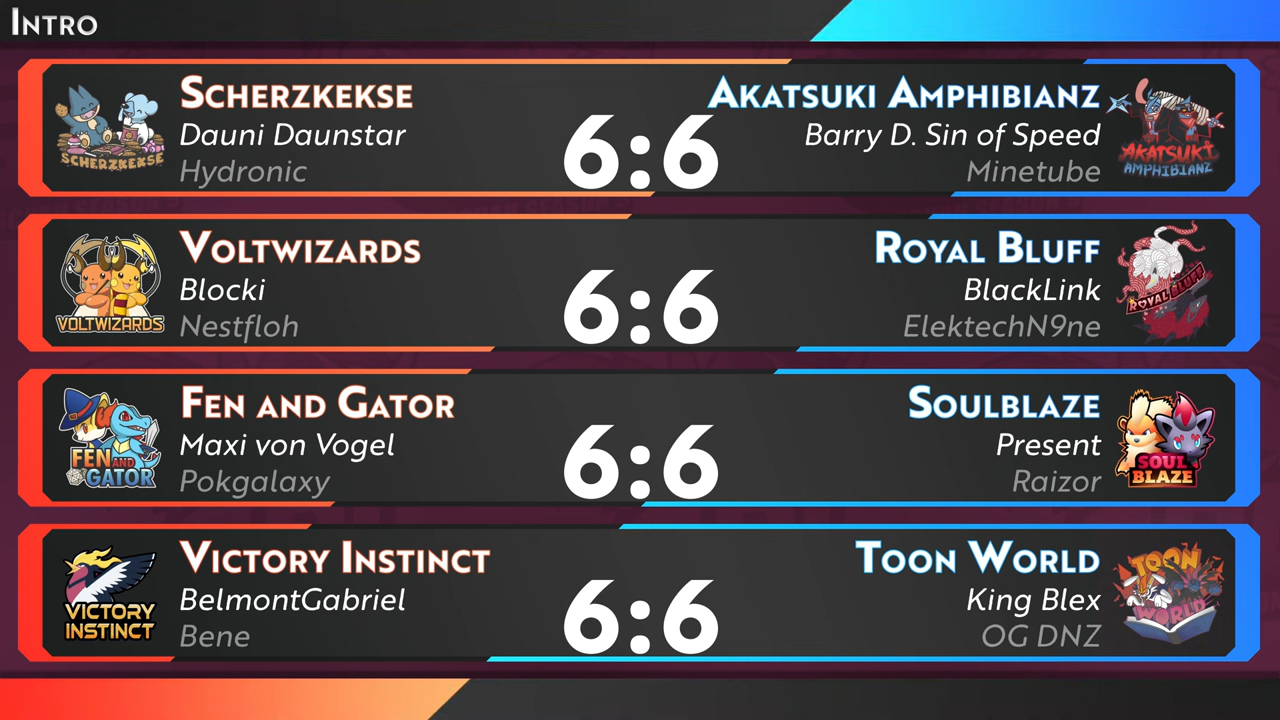 Intro
Scherzkekse
Dauni Daunstar
Hydronic
SCHERZKEKSE
6:6
Akatsuki Amphibianz
Barry D. Sin of Speed
Minetube
AKATSUKI
AMPHIBIANZ
Voltwizards
Blocki
Nestfloh
VOLTWIZARDS
6:6
Royal Bluff
BlackLink
ElektechN9ne
ROYAL BLUFF
Fen and Gator
Maxi von Vogel
Pokgalaxy
FEN AND
GATOR
6:6
Soulblaze
Present
Raizor
SOUL
BLAZE
Victory Instinct
BelmontGabriel
Bene
VICTORY
INSTINCT
6:6
Toon World
King Blex
OG DNZ
TOON
WORLD